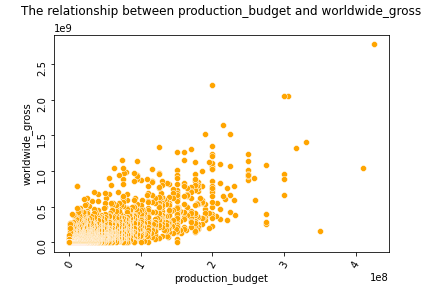 The relationship between production_budget and worldwide_gross
1e9
2.5
2.0
1.5
1.0
0.5
0.0
worldwide_gross
0
1
2
3
4
production_budget
1e8